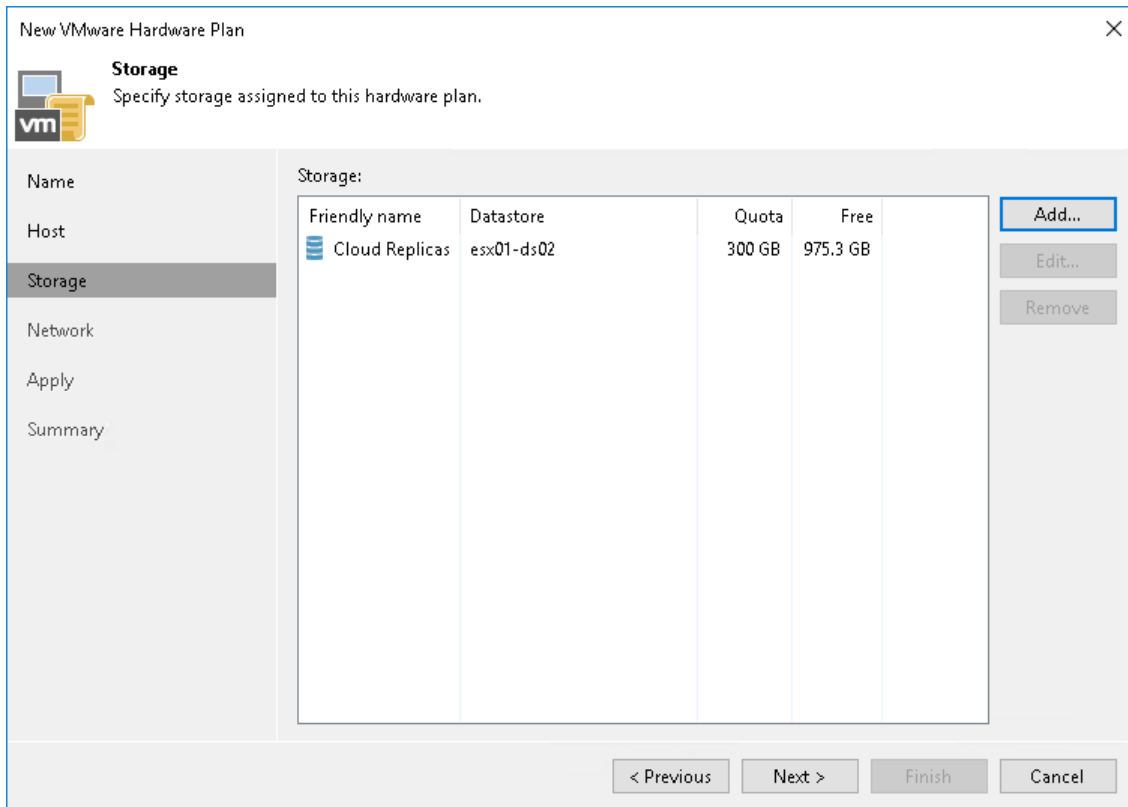 New VMware Hardware Plan
Storage
Specify storage assigned to this hardware plan.
vm
Name
Host
Storage
Network
Apply
Summary
Storage:
Friendly name Datastore Quota Free
Cloud Replicas esx01-ds02 300 GB 975.3 GB
Add...
Edit...
Remove
< Previous Next > Finish Cancel